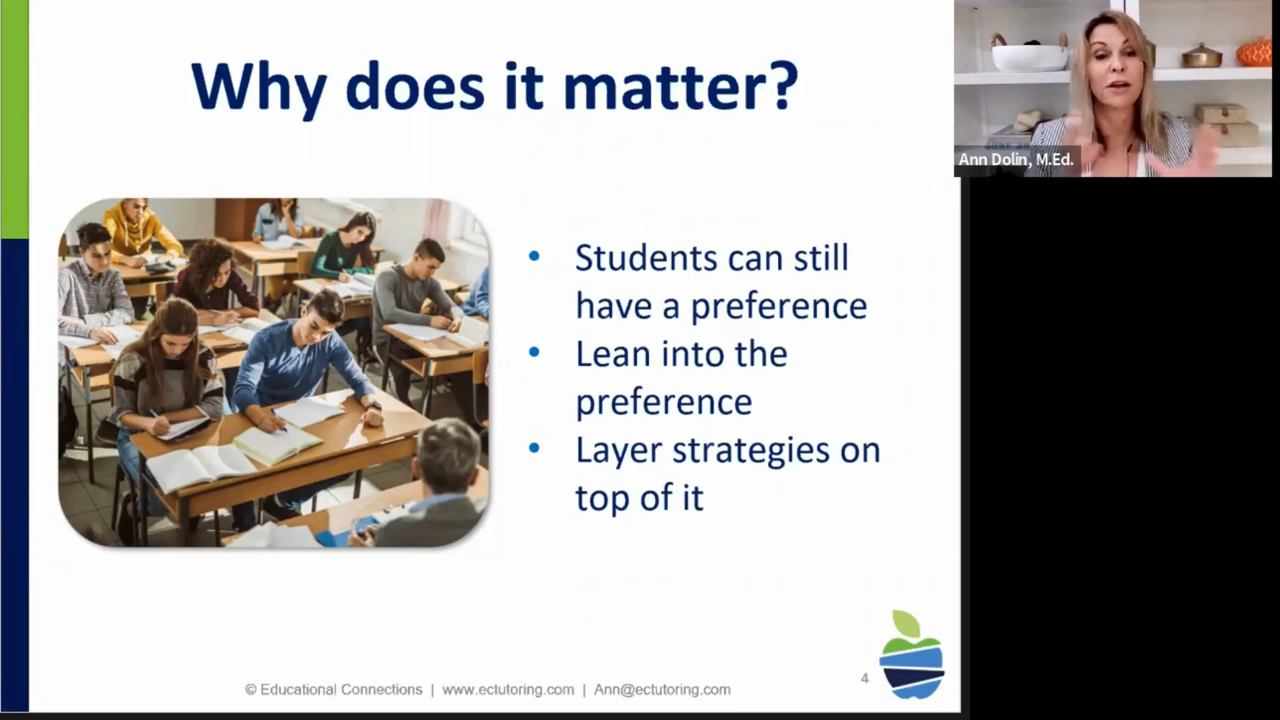 Why does it matter?
Ann Dolin, M.Ed.
• Students can still
have a preference
• Lean into the
preference
• Layer strategies on
top of it
4
© Educational Connections | www.ectutoring.com | Ann@ectutoring.com